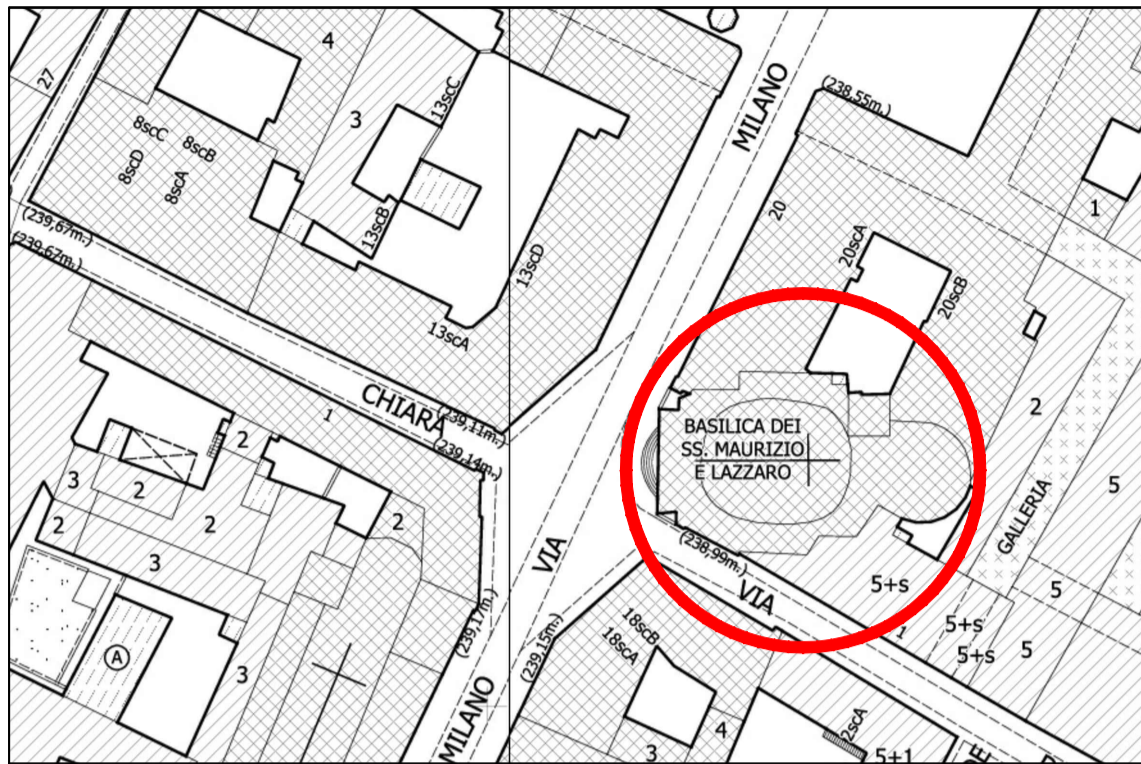 4
27
3
13scC
8scC
8scB
8scD
8scA
13scB
13scD
13scA
(239,67m.)
(239,67m.)
CHIARA
(239,11m.)
(239,14m.)
1
MILANO
(238,55m.)
20
20scA
20scB
1
BASILICA DEI
SS. MAURIZIO
E LAZZARO
2
5
GALLERIA
(238,99m.)
VIA
5+s
1
5+s
5+s
5
5
2
3
2
2
2
2
3
3
A
VIA
(239,17m.)
(239,15m.)
MILANO
18scB
18scA
3
4
2scA
5+1